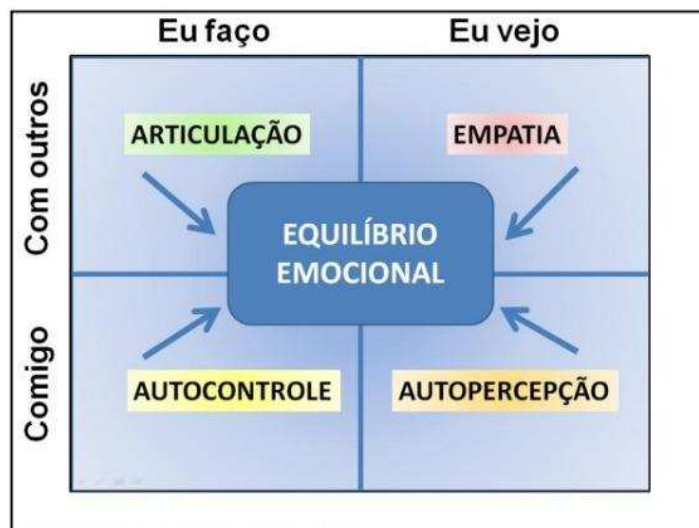 Eu faço
Eu vejo
Com outros
ARTICULAÇÃO
EMPATIA
EQUILÍBRIO
EMOCIONAL
Comigo
AUTOCONTROLE
AUTOPERCEPÇÃO